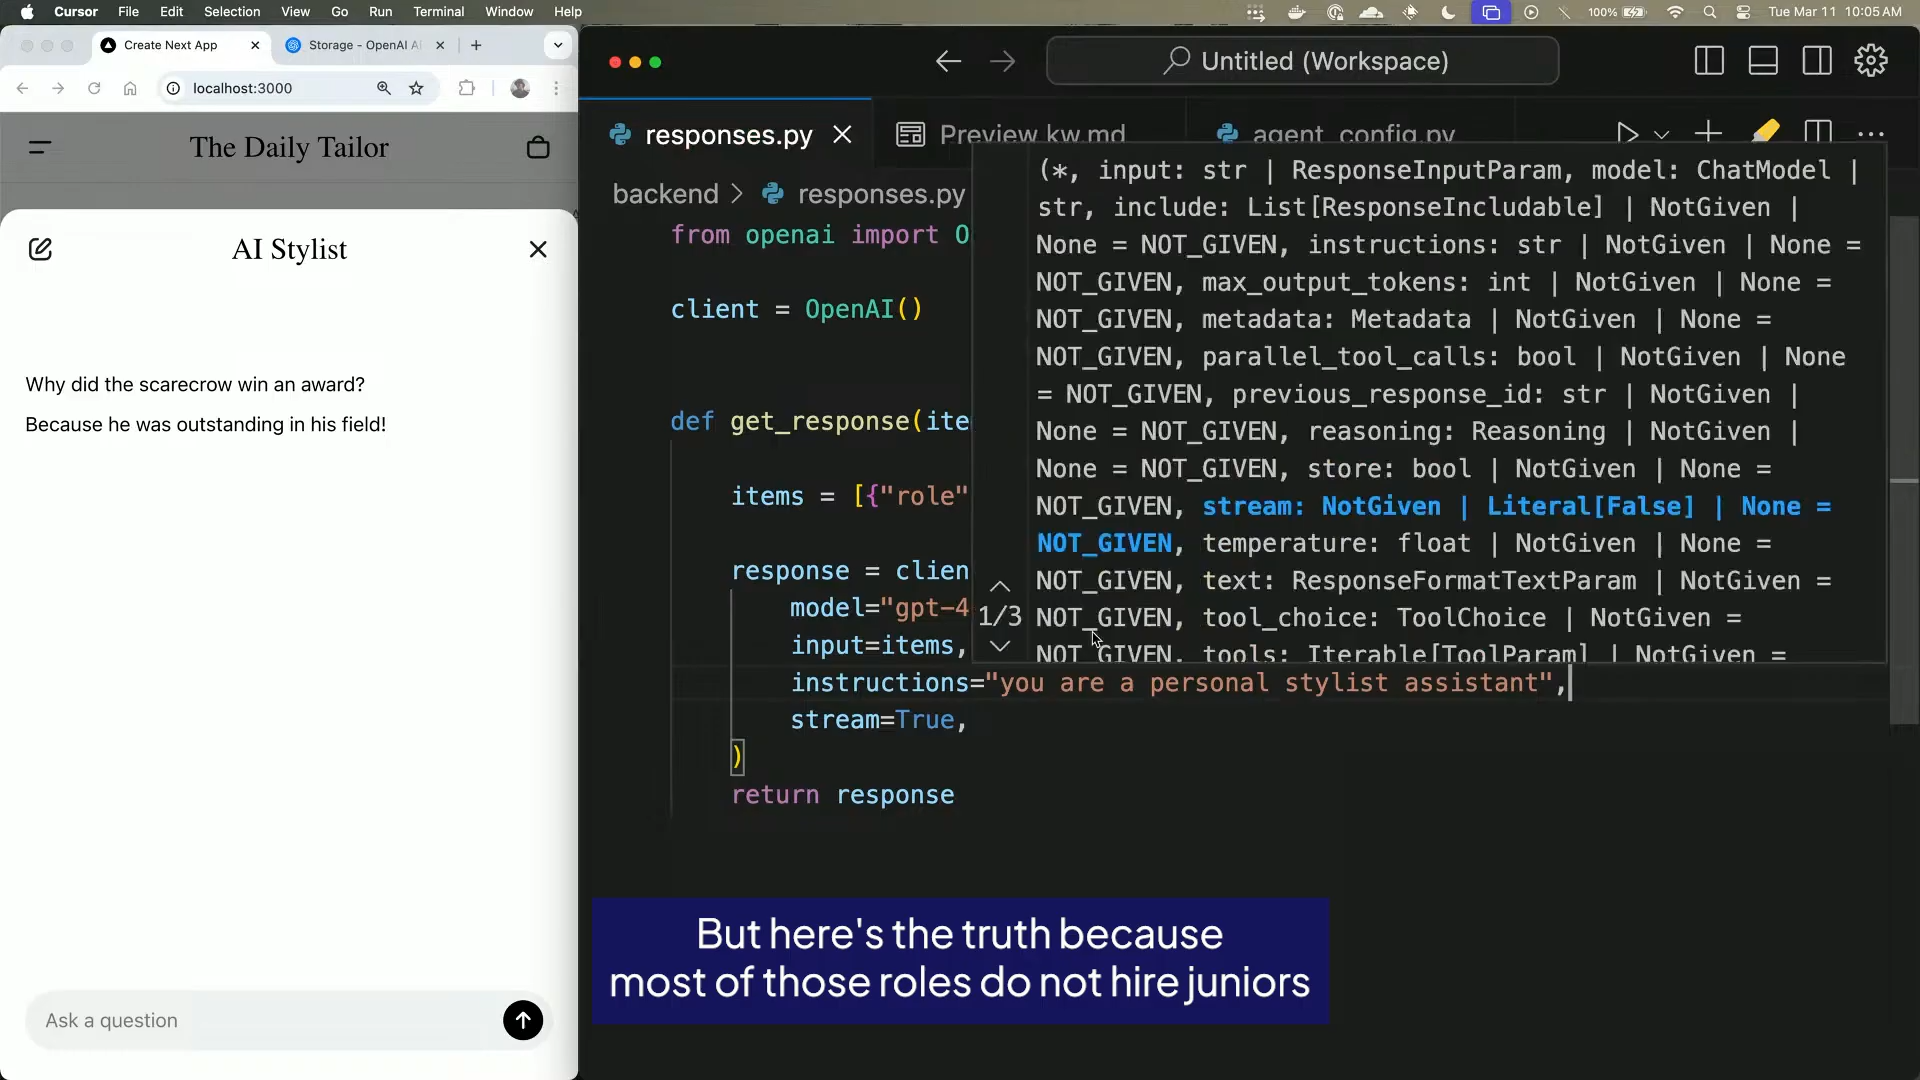 Cursor File Edit Selection View Go Run Terminal Window Help
100% Tue Mar 11 10:05 AM
Create Next App
Storage - OpenAI
localhost:3000
The Daily Tailor
AI Stylist
Why did the scarecrow win an award?
Because he was outstanding in his field!
Ask a question
Untitled (Workspace)
responses.py
Preview kw.md
agent_config.py
backend > responses.py
from openai import O
client = OpenAI()
def get_response(ite
items = [{"role"
response = clien
model="gpt-4
input=items,
instructions="you are a personal stylist assistant",
stream=True,
)
return response
(*, input: str | ResponseInputParam, model: ChatModel |
str, include: List[ResponseIncludable] | NotGiven |
None = NOT_GIVEN, instructions: str | NotGiven | None =
NOT_GIVEN, max_output_tokens: int | NotGiven | None =
NOT_GIVEN, metadata: Metadata | NotGiven | None =
NOT_GIVEN, parallel_tool_calls: bool | NotGiven | None
= NOT_GIVEN, previous_response_id: str | NotGiven |
None = NOT_GIVEN, reasoning: Reasoning | NotGiven |
None = NOT_GIVEN, store: bool | NotGiven | None =
NOT_GIVEN, stream: NotGiven | Literal[False] | None =
NOT_GIVEN, temperature: float | NotGiven | None =
NOT_GIVEN, text: ResponseFormatTextParam | NotGiven =
1/3
NOT_GIVEN, tool_choice: ToolChoice | NotGiven =
NOT_GIVEN, tools: Iterable[ToolParam] | NotGiven =
But here's the truth because
most of those roles do not hire juniors